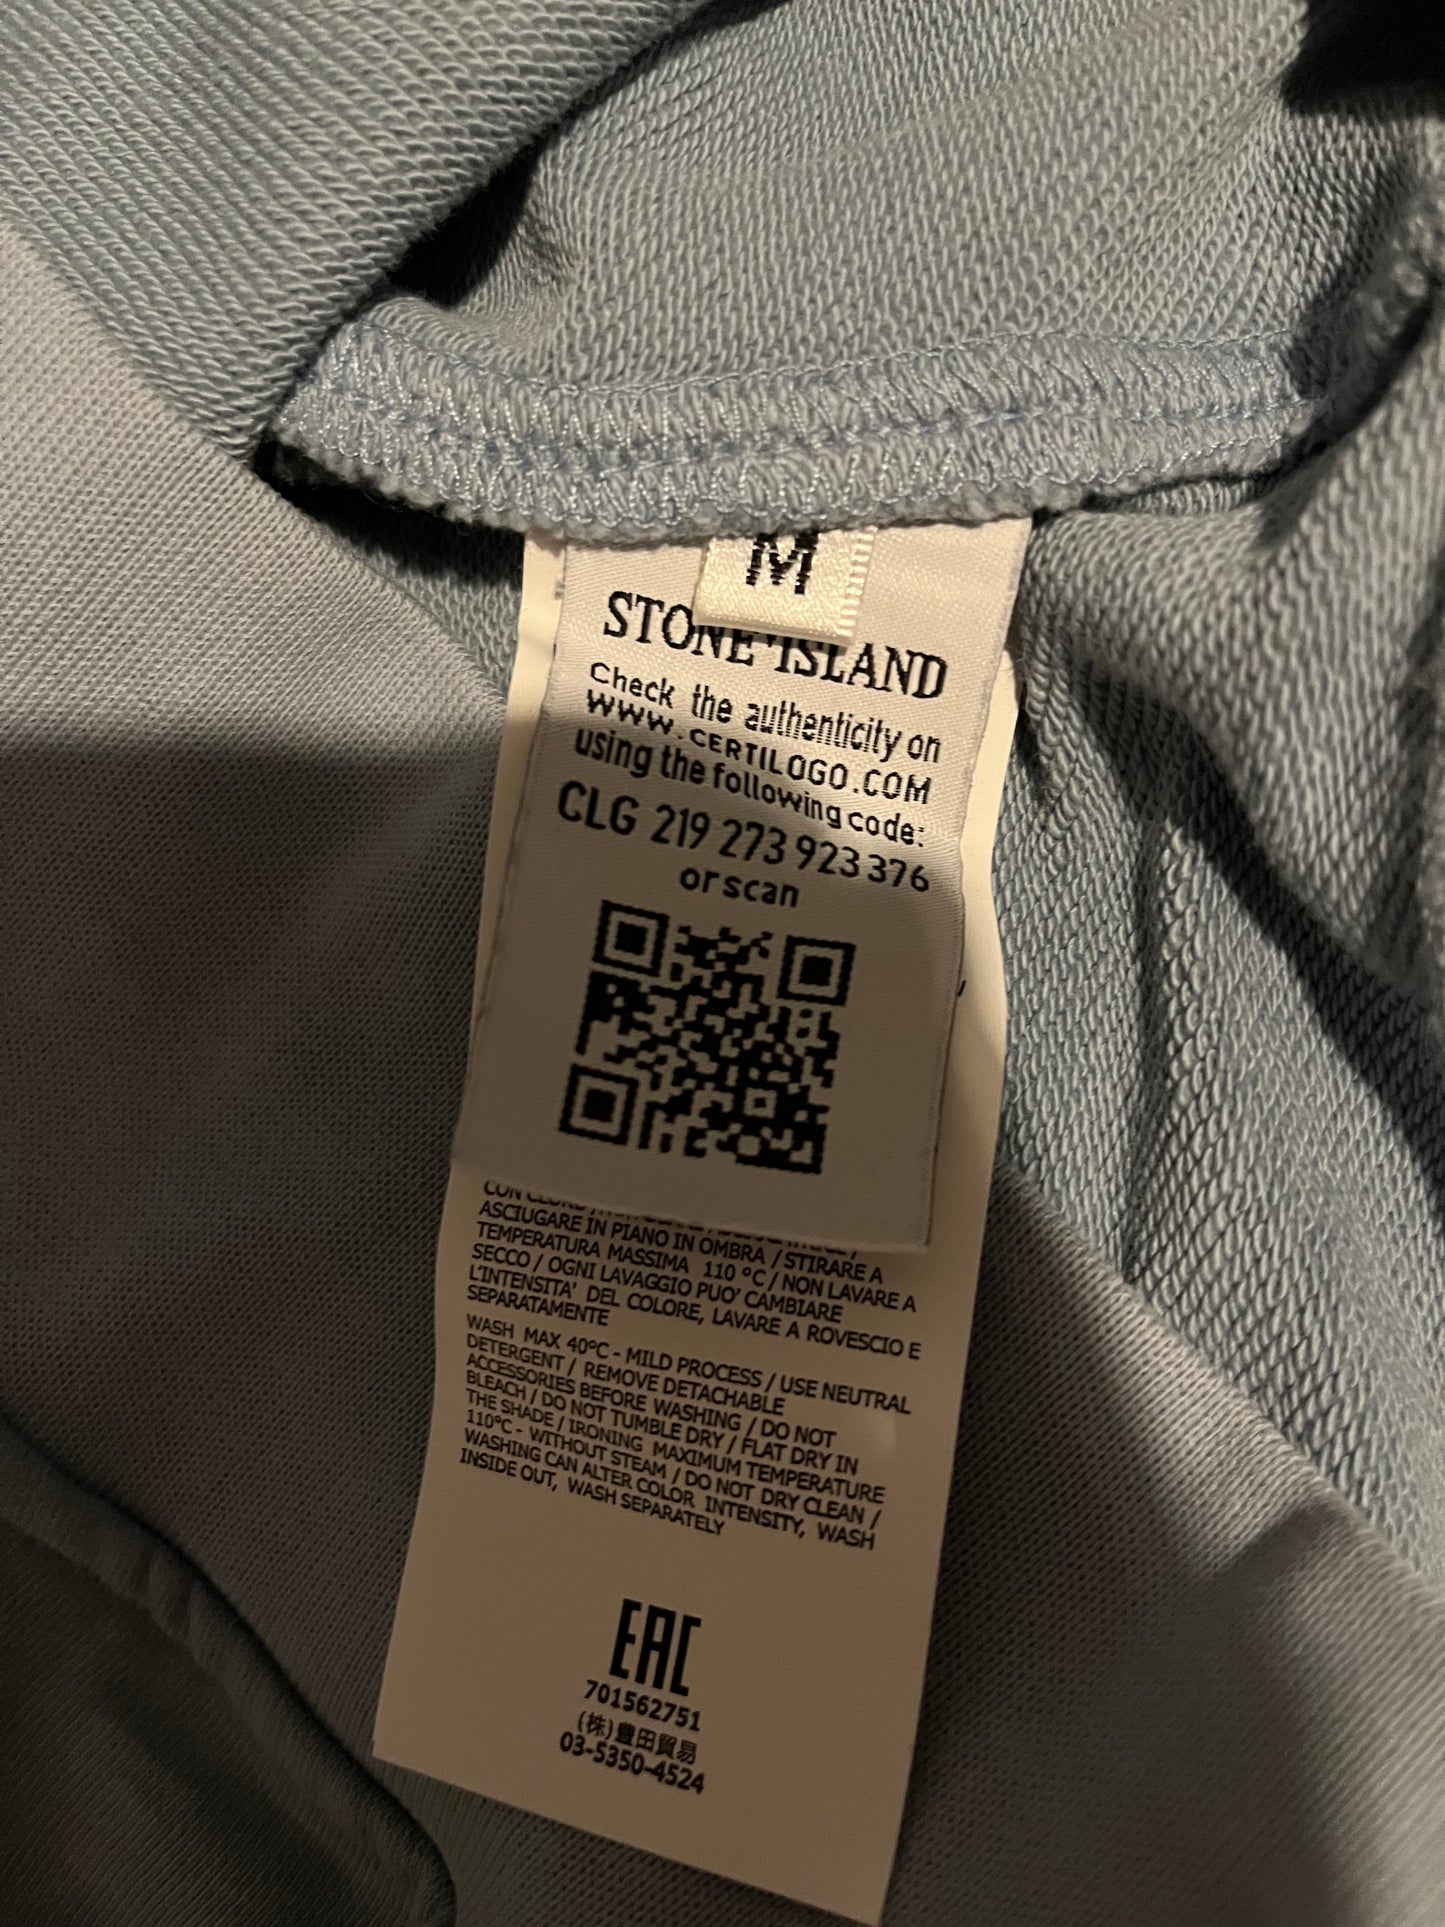 M
STONE ISLAND
Check the authenticity on
WWW.CERTILOGO.COM
using the following code:
CLG 219 273 923 376
or scan
ASCIUGARE IN PIANO IN OMBRA / STIRARE A
TEMPERATURA MASSIMA 110 °C / NON LAVARE A
SECCO / OGNI LAVAGGIO PUO' CAMBIARE
L'INTENSITA' DEL COLORE, LAVARE A ROVESCIO E
SEPARATAMENTE
WASH MAX 40°C - MILD PROCESS / USE NEUTRAL
DETERGENT / REMOVE DETACHABLE
ACCESSORIES BEFORE WASHING / DO NOT
BLEACH / DO NOT TUMBLE DRY / FLAT DRY IN
THE SHADE / IRONING MAXIMUM TEMPERATURE
110°C - WITHOUT STEAM / DO NOT DRY CLEAN /
WASHING CAN ALTER COLOR INTENSITY, WASH
INSIDE OUT, WASH SEPARATELY
EAC
701562751
(株)豊田貿易
03-5350-4524